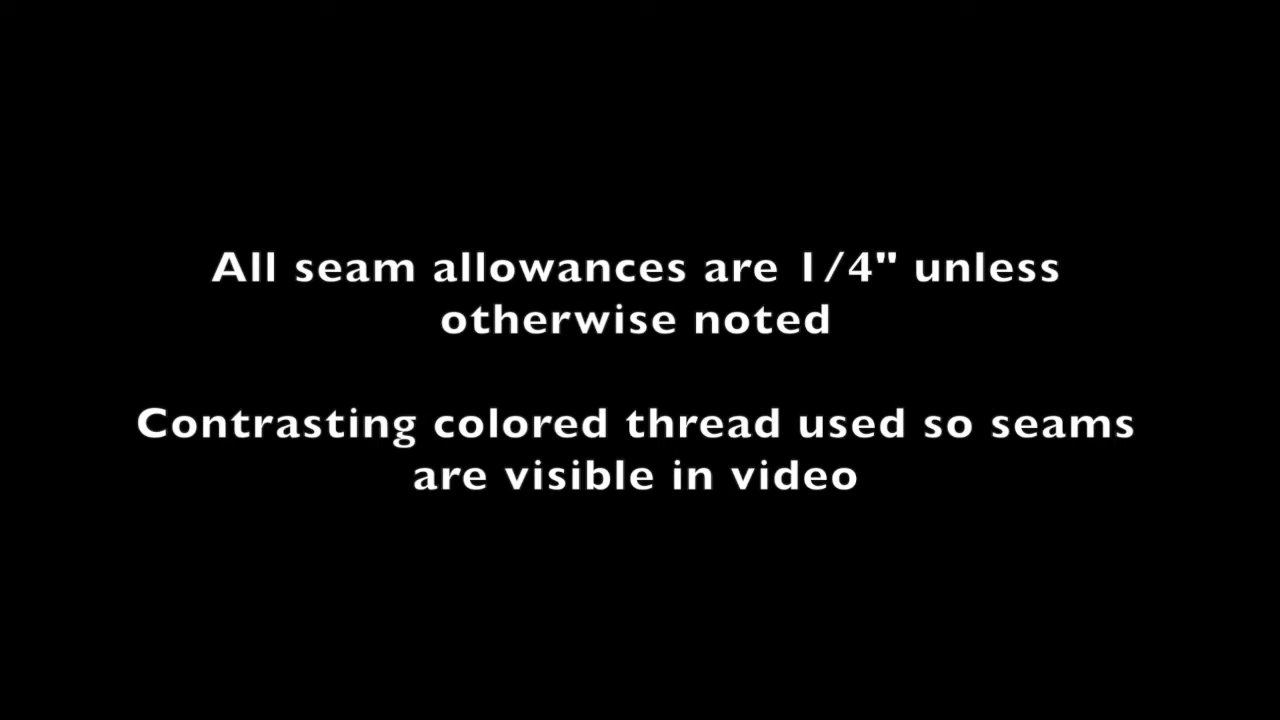 All seam allowances are 1/4" unless
otherwise noted
Contrasting colored thread used so seams
are visible in video